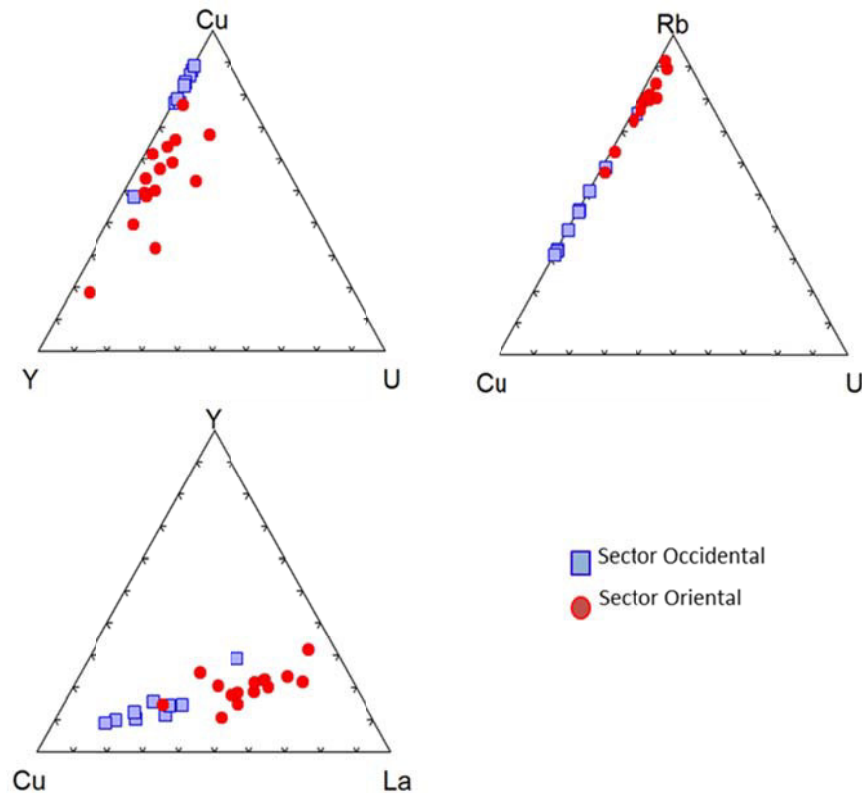 Cu
Y
U
Rb
Cu
U
Y
Cu
La
Sector Occidental
Sector Oriental